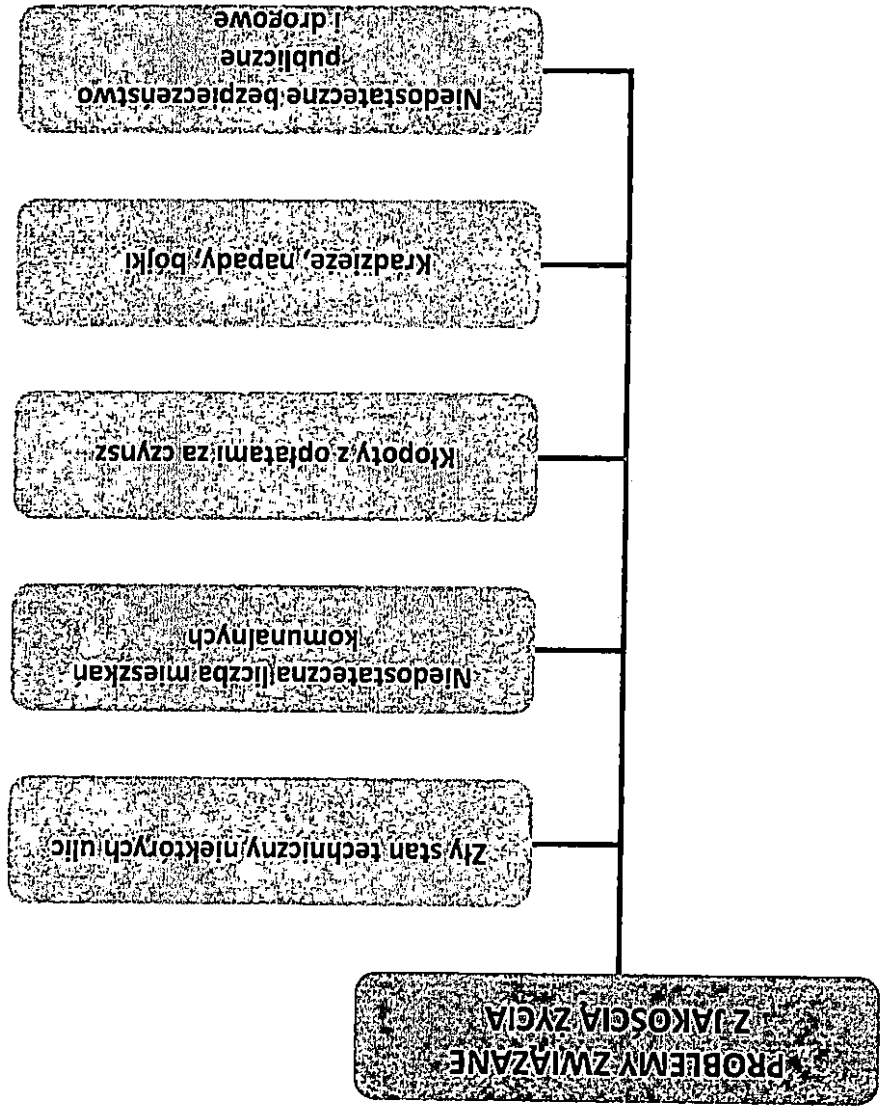 PROBLEMY ZWIĄZANE
Z JAKOŚCIĄ ŻYCIA
Zły stan techniczny niektórych ulic
Niedostateczna liczba mieszkań
komunalnych
Kłopoty z opłatami za czynsz
Kradzieże, napady, bójki
Niedostateczne bezpieczeństwo
publiczne
i drogowe